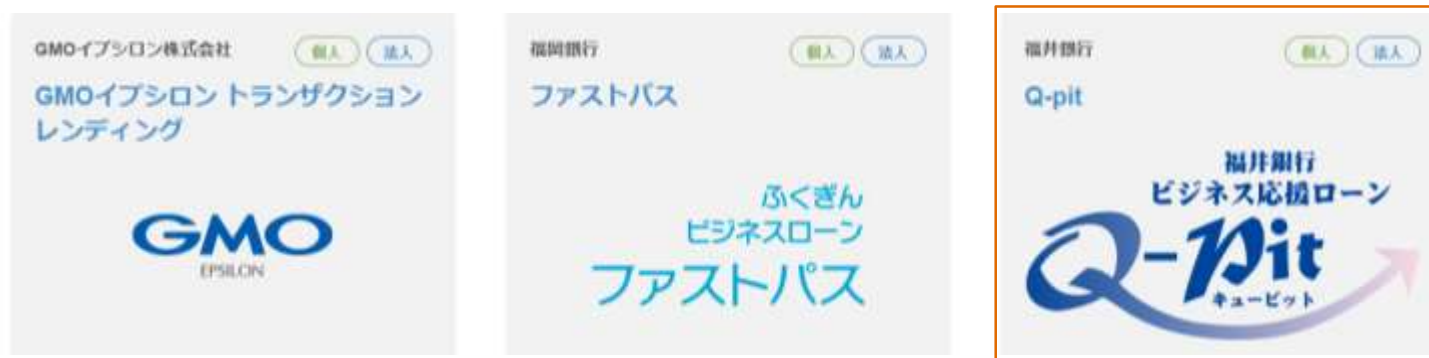 GMOイプシロン株式会社
個人
法人
GMOイプシロン トランザクション
レンディング
GMO
EPSILON
福岡銀行
個人
法人
ファストパス
ふくぎん
ビジネスローン
ファストパス
福井銀行
個人
法人
Q-pit
福井銀行
ビジネス応援ローン
Q-pit
キューピット